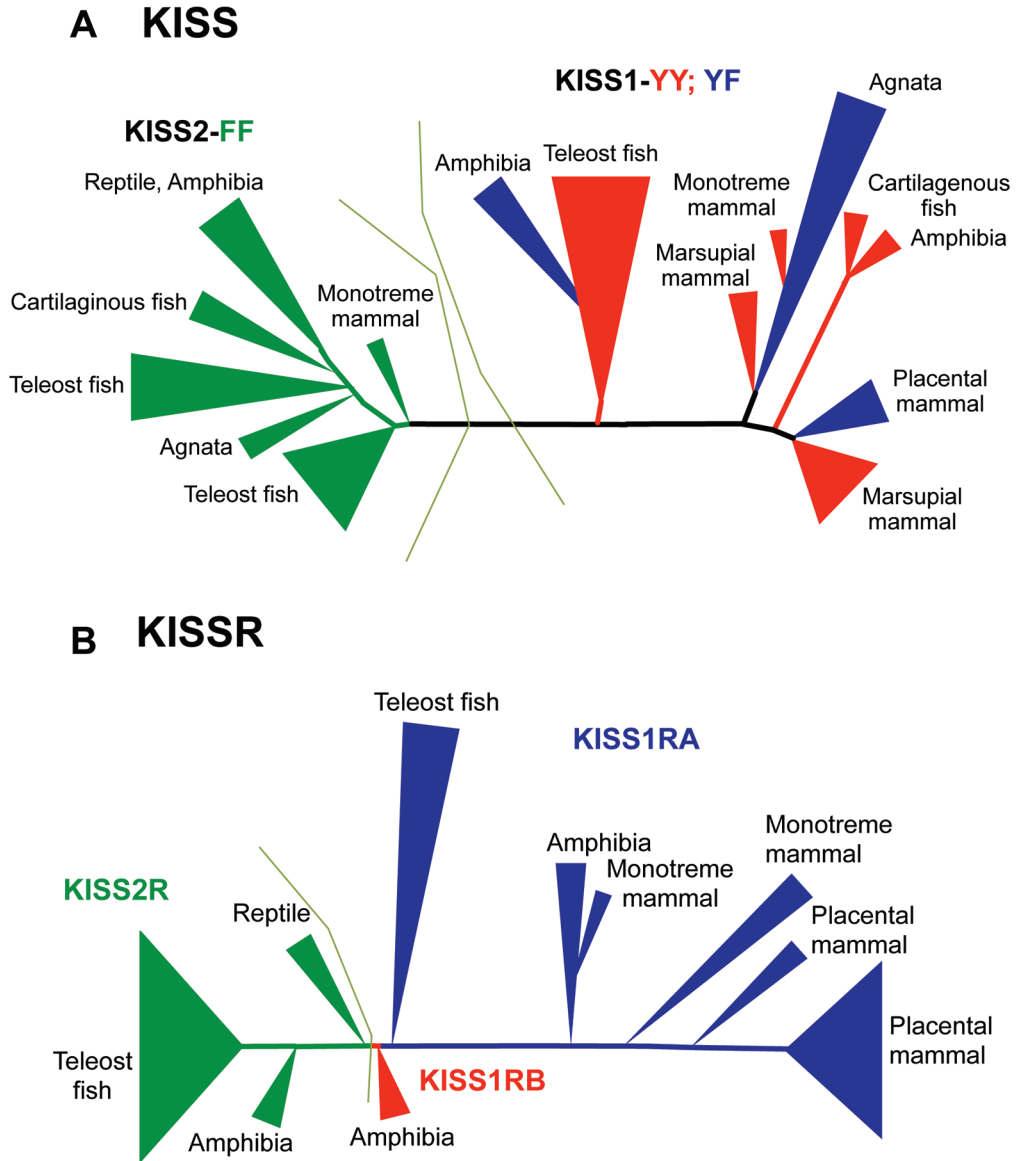 A KISS
KISS1-YY; YF
KISS2-FF
Agnata
Amphibia
Teleost fish
Reptile, Amphibia
Monotreme
mammal
Cartilagenous
fish
Amphibia
Marsupial
mammal
Cartilaginous fish
Monotreme
mammal
Teleost fish
Placental
mammal
Agnata
Teleost fish
Marsupial
mammal
B KISSR
Teleost fish
KISS1RA
Amphibia
Monotreme
mammal
Monotreme
mammal
KISS2R
Reptile
Placental
mammal
Teleost
fish
Placental
mammal
KISS1RB
Amphibia
Amphibia